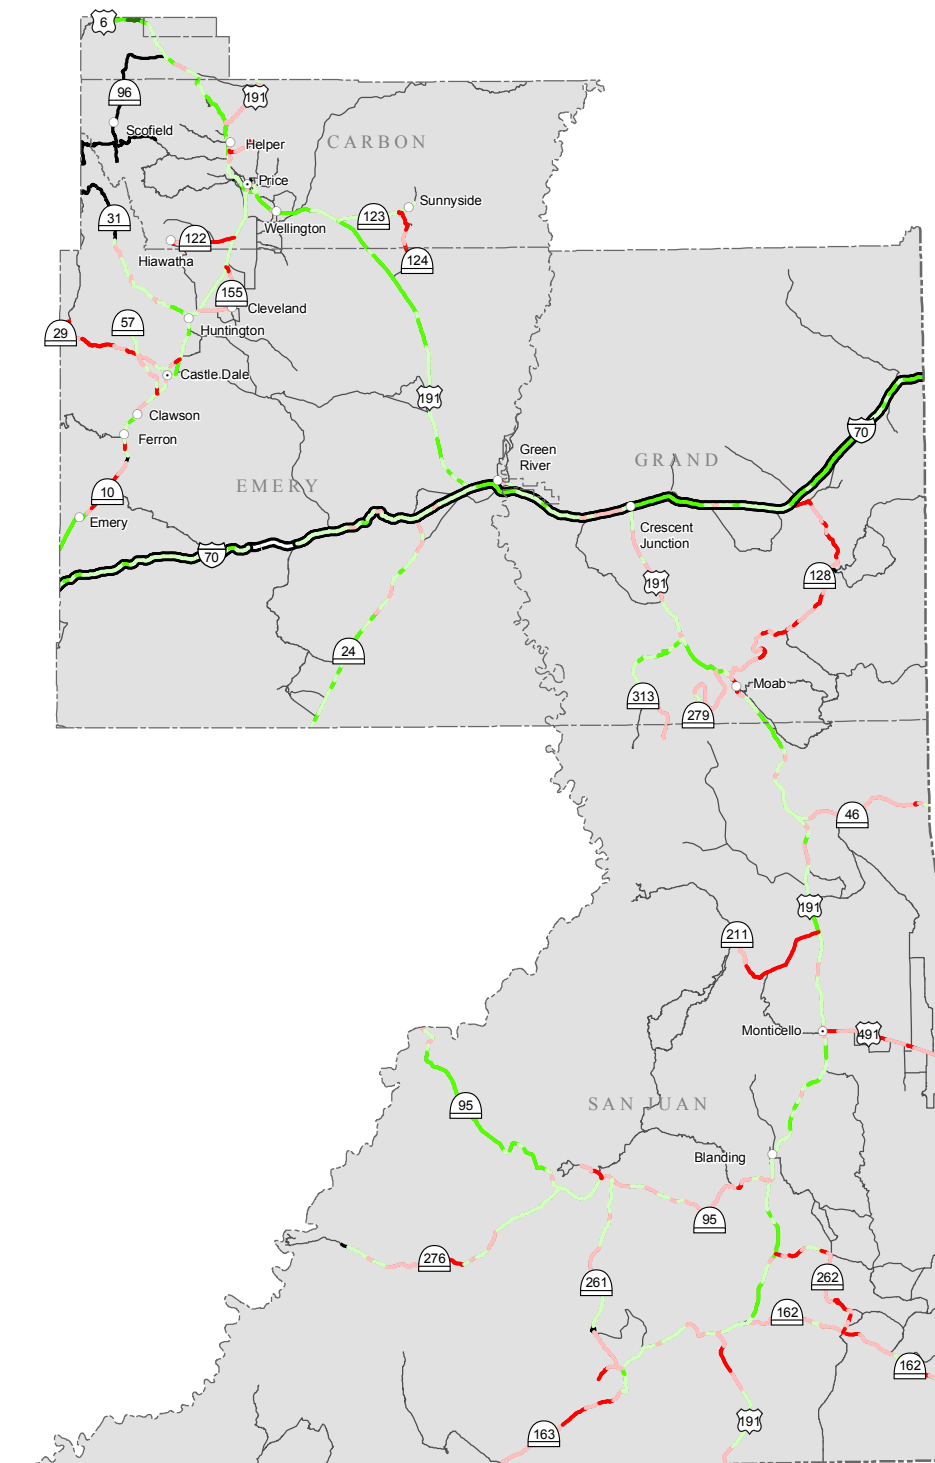 6
96
191
Scofield
Helper
CARBON
Price
Sunnyside
31
123
Wellington
122
124
Hiawatha
155
Cleveland
57
29
Huntington
Castle Dale
191
Clawson
Ferron
70
Green
River
GRAND
EMERY
10
Emery
Crescent
Junction
70
191
128
24
Moab
313
279
46
191
211
Monticello
491
95
SAN JUAN
Blanding
95
276
261
262
162
162
191
163